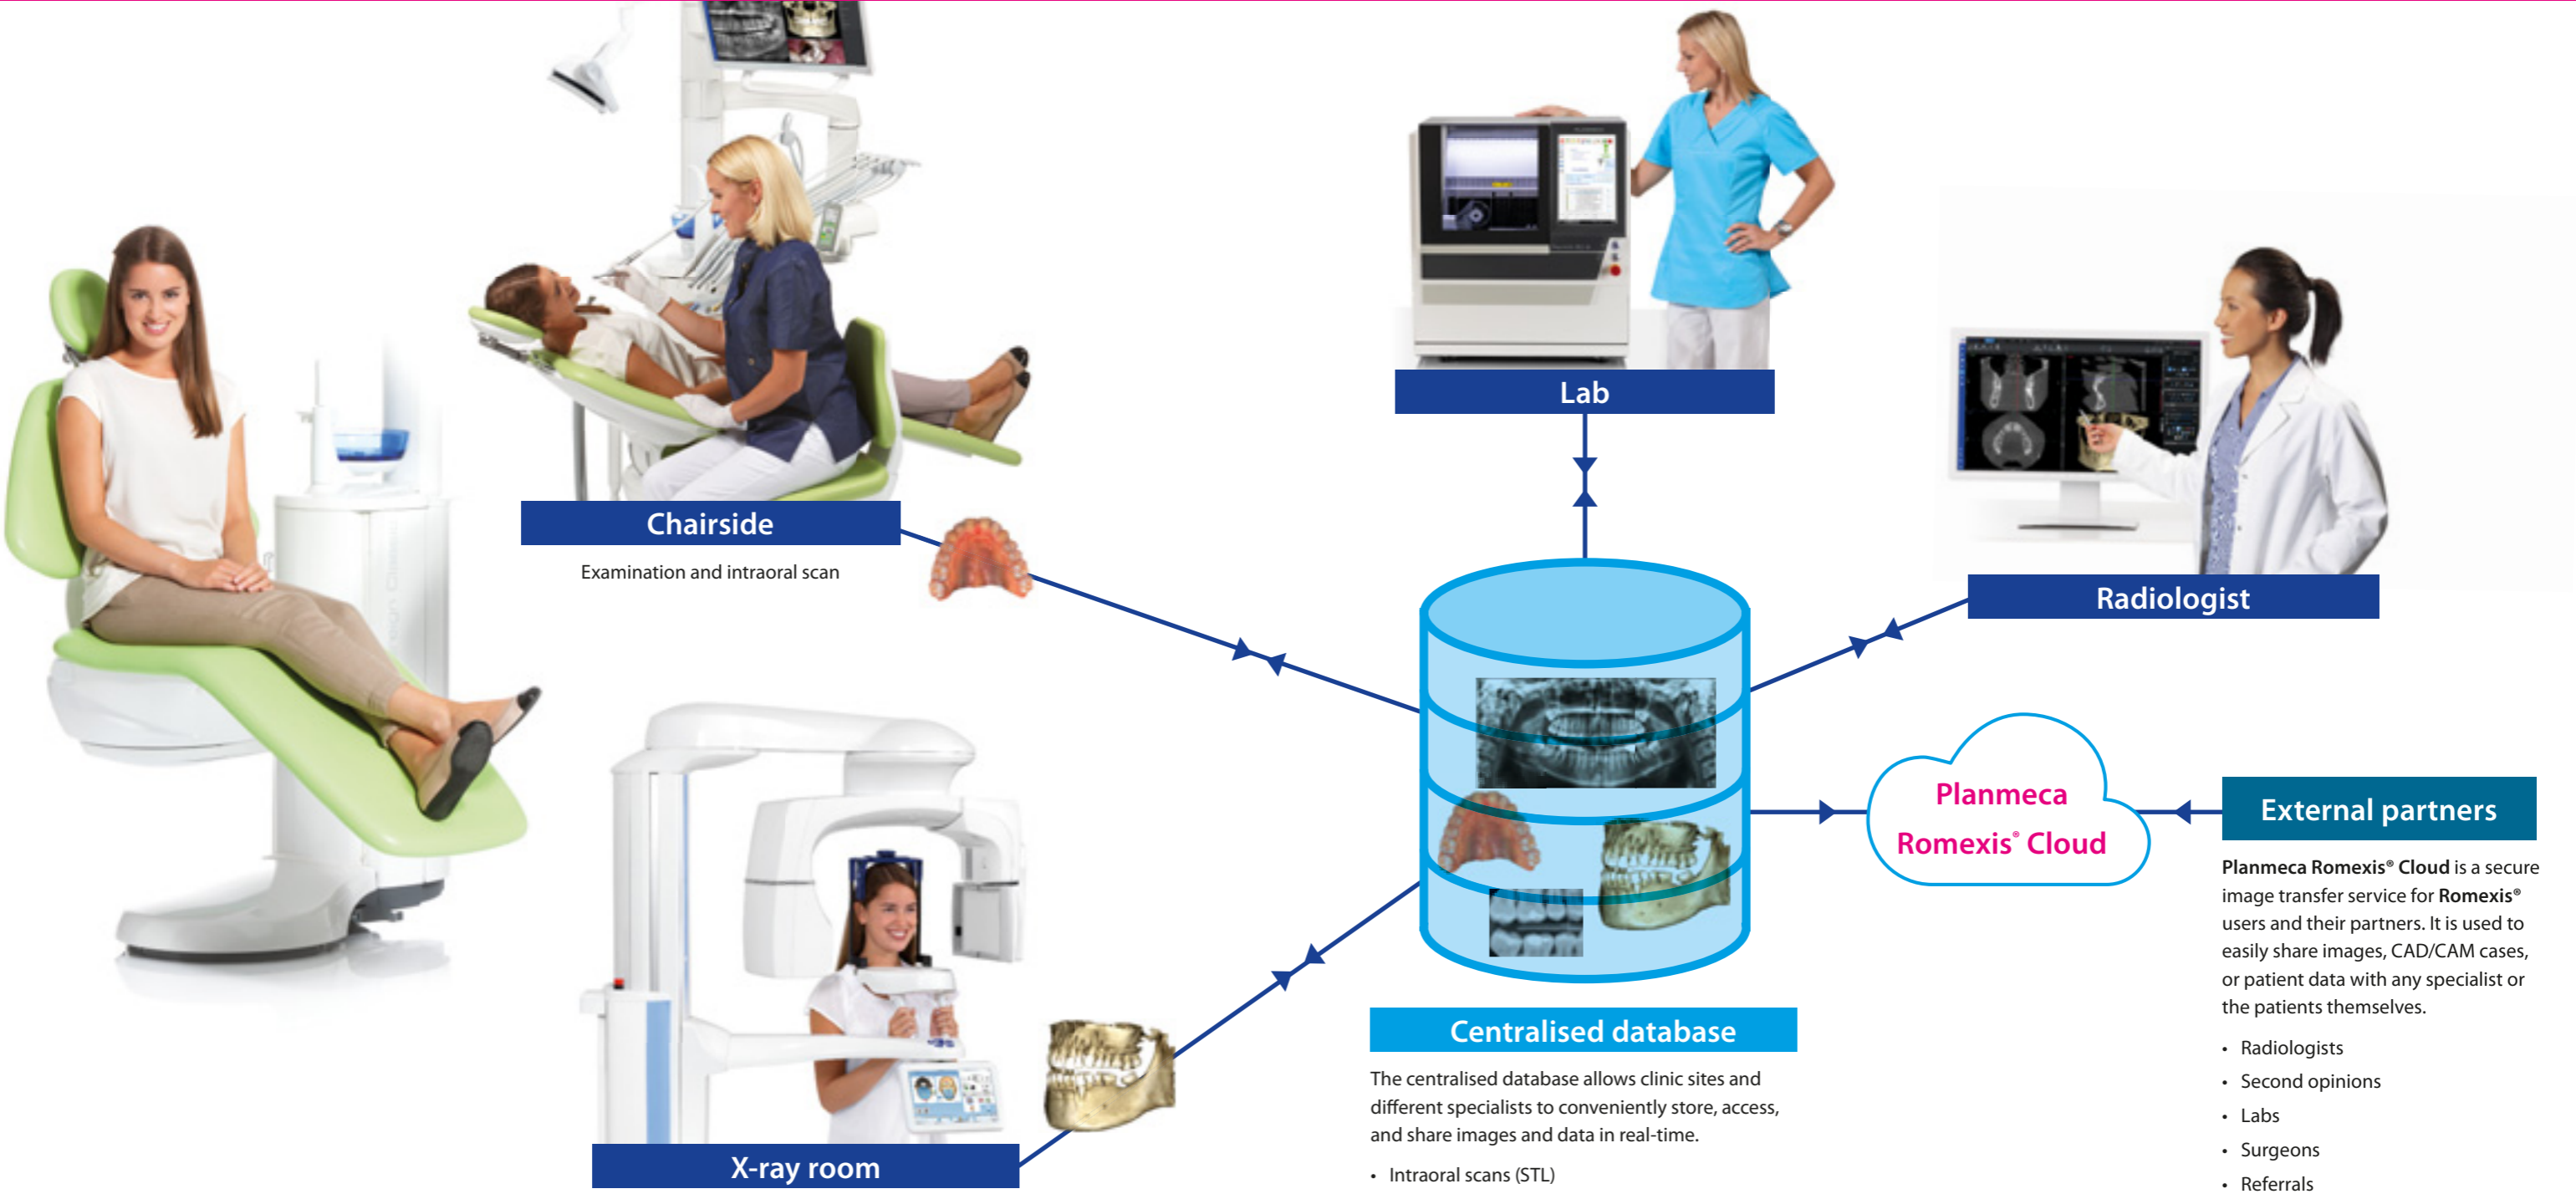 Lab
Chairside
Examination and intraoral scan
Radiologist
Planmeca
Romexis® Cloud
External partners
Planmeca Romexis® Cloud is a secure
image transfer service for Romexis®
users and their partners. It is used to
easily share images, CAD/CAM cases,
or patient data with any specialist or
the patients themselves.
• Radiologists
• Second opinions
• Labs
• Surgeons
• Referrals
Centralised database
The centralised database allows clinic sites and
different specialists to conveniently store, access,
and share images and data in real-time.
• Intraoral scans (STL)
X-ray room